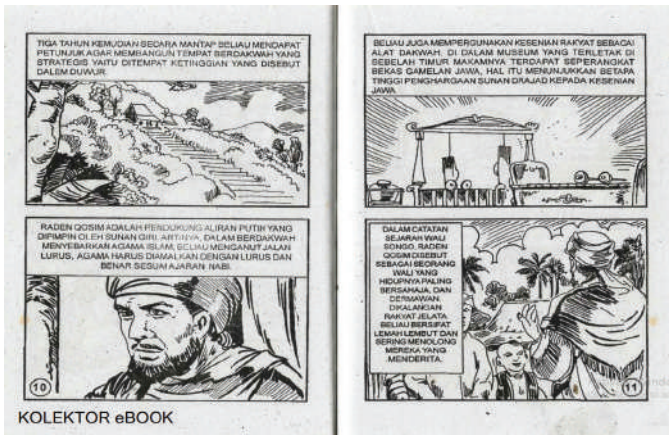 TIGA TAHUN KEMUDIAN SECARA MANTAP BELIAU MENDAPAT
PETUNJUK AGAR MEMBANGUN TEMPAT BERDAKWAH YANG
STRATEGIS YAITU DITEMPAT KETINGGIAN YANG DISEBUT
DALEM DUWUR.
RADEN QOSIM ADALAH PENDUKUNG ALIRAN PUTIH YANG
DIPIMPIN OLEH SUNAN GIRI. ARTINYA, DALAM BERDAKWAH
MENYEBARKAN AGAMA ISLAM, BELIAU MENGANUT JALAN
LURUS, AGAMA HARUS DIAMALKAN DENGAN LURUS DAN
BENAR SESUAI AJARAN NABI.
10
KOLEKTOR eBOOK
BELIAU JUGA MEMPERGUNAKAN KESENIAN RAKYAT SEBAGAI
ALAT DAKWAH. DI DALAM MUSEUM YANG TERLETAK DI
SEBELAH TIMUR MAKAMNYA TERDAPAT SEPERANGKAT
BEKAS GAMELAN JAWA, HAL ITU MENUNJUKKAN BETAPA
TINGGI PENGHARGAAN SUNAN DRAJAD KEPADA KESENIAN
JAWA.
DALAM CATATAN
SEJARAH WALI
SONGO, RADEN
QOSIM DISEBUT
SEBAGAI SEORANG
WALI YANG
HIDUPNYA PALING
BERSAHAJA, DAN
DERMAWAN.
DIKALANGAN
RAKYAT JELATA
BELIAU BERSIFAT
LEMAH LEMBUT DAN
SERING MENOLONG
MEREKA YANG
MENDERITA.
11